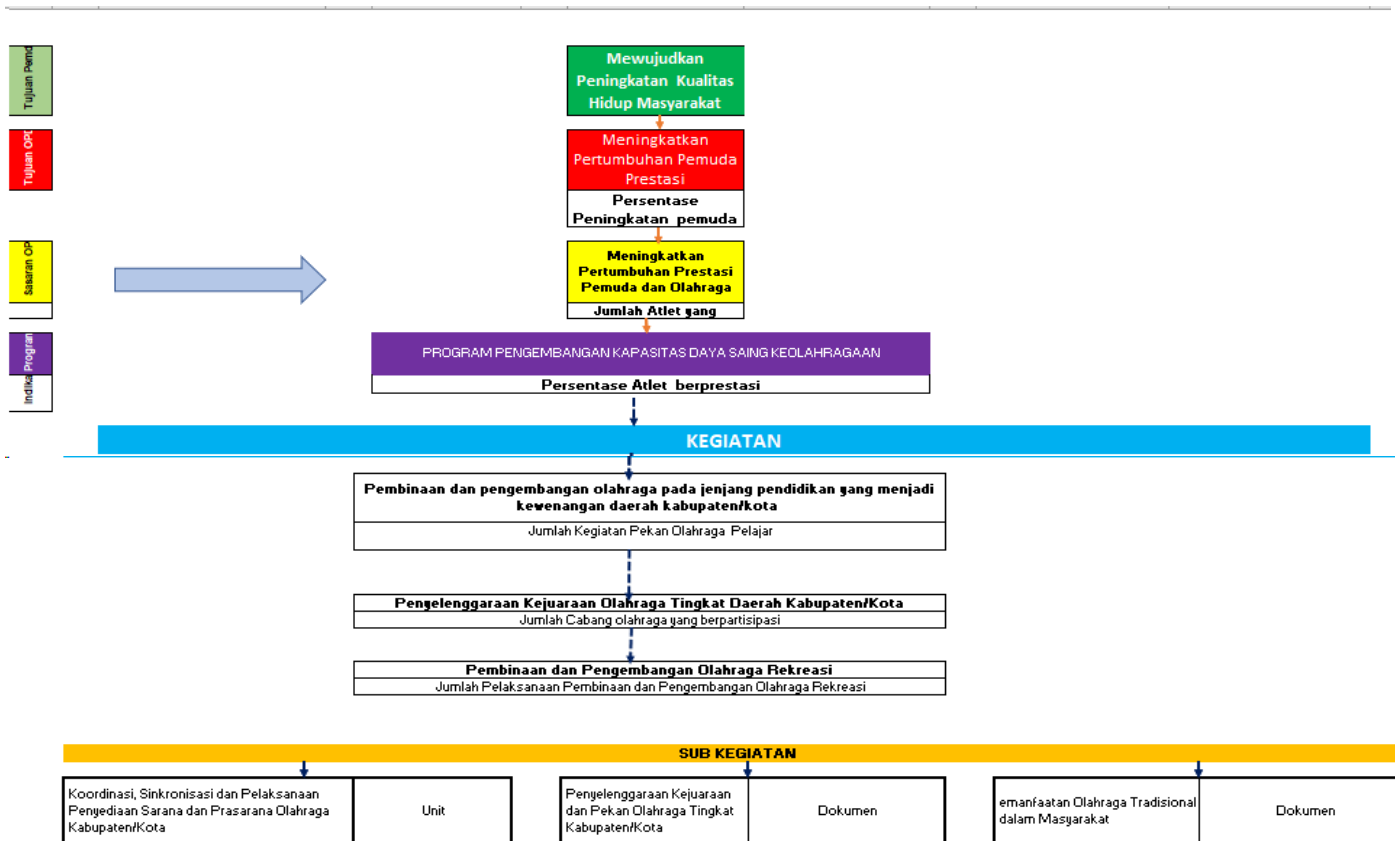 Tujuan Pemd
Mewujudkan
Peningkatan Kualitas
Hidup Masyarakat
Tujuan OPD
Meningkatkan
Pertumbuhan Pemuda
Prestasi
Persentase
Peningkatan pemuda
Sasaran OP
Meningkatkan
Pertumbuhan Prestasi
Pemuda dan Olahraga
Jumlah Atlet yang
Program
PROGRAM PENGEMBANGAN KAPASITAS DAYA SAING KEOLAHRAGAAN
Indika
Persentase Atlet berprestasi
KEGIATAN
Pembinaan dan pengembangan olahraga pada jenjang pendidikan yang menjadi
kewenangan daerah kabupaten/kota
Jumlah Kegiatan Pekan Olahraga Pelajar
Penyelenggaraan Kejuaraan Olahraga Tingkat Daerah Kabupaten/Kota
Jumlah Cabang olahraga yang berpartisipasi
Pembinaan dan Pengembangan Olahraga Rekreasi
Jumlah Pelaksanaan Pembinaan dan Pengembangan Olahraga Rekreasi
SUB KEGIATAN
Koordinasi, Sinkronisasi dan Pelaksanaan
Penyediaan Sarana dan Prasarana Olahraga
Kabupaten/Kota
Unit
Penyelenggaraan Kejuaraan
dan Pekan Olahraga Tingkat
Kabupaten/Kota
Dokumen
emanfaatan Olahraga Tradisional
dalam Masyarakat
Dokumen